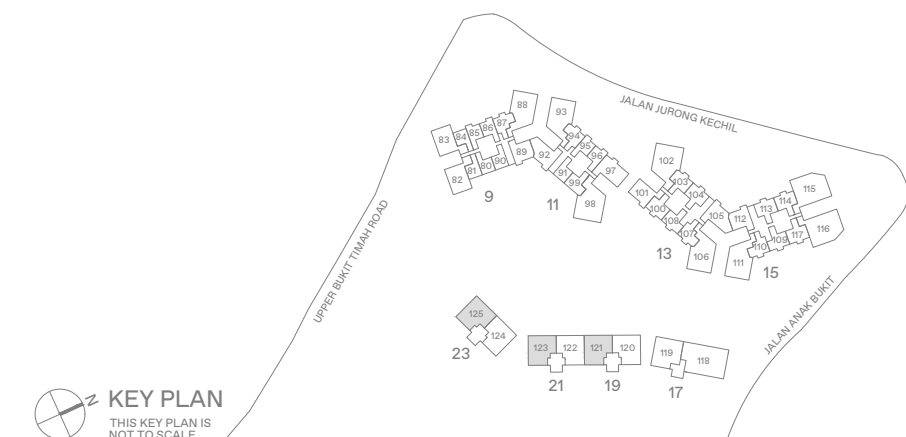 JALAN JURONG KECHIL
UPPER BUKIT TIMAH ROAD
JALAN ANAK BUKIT
83 84 85 86 87 88
82 81 80 90 89
9
93 94 95 96 97
92 91 99 98
11
102 103 104 105
101 100 108 107 106
13
112 113 114 115
111 110 109 117 116
15
125
124
23
123 122
21
121 120
19
119 118
17
N
KEY PLAN
THIS KEY PLAN IS
NOT TO SCALE